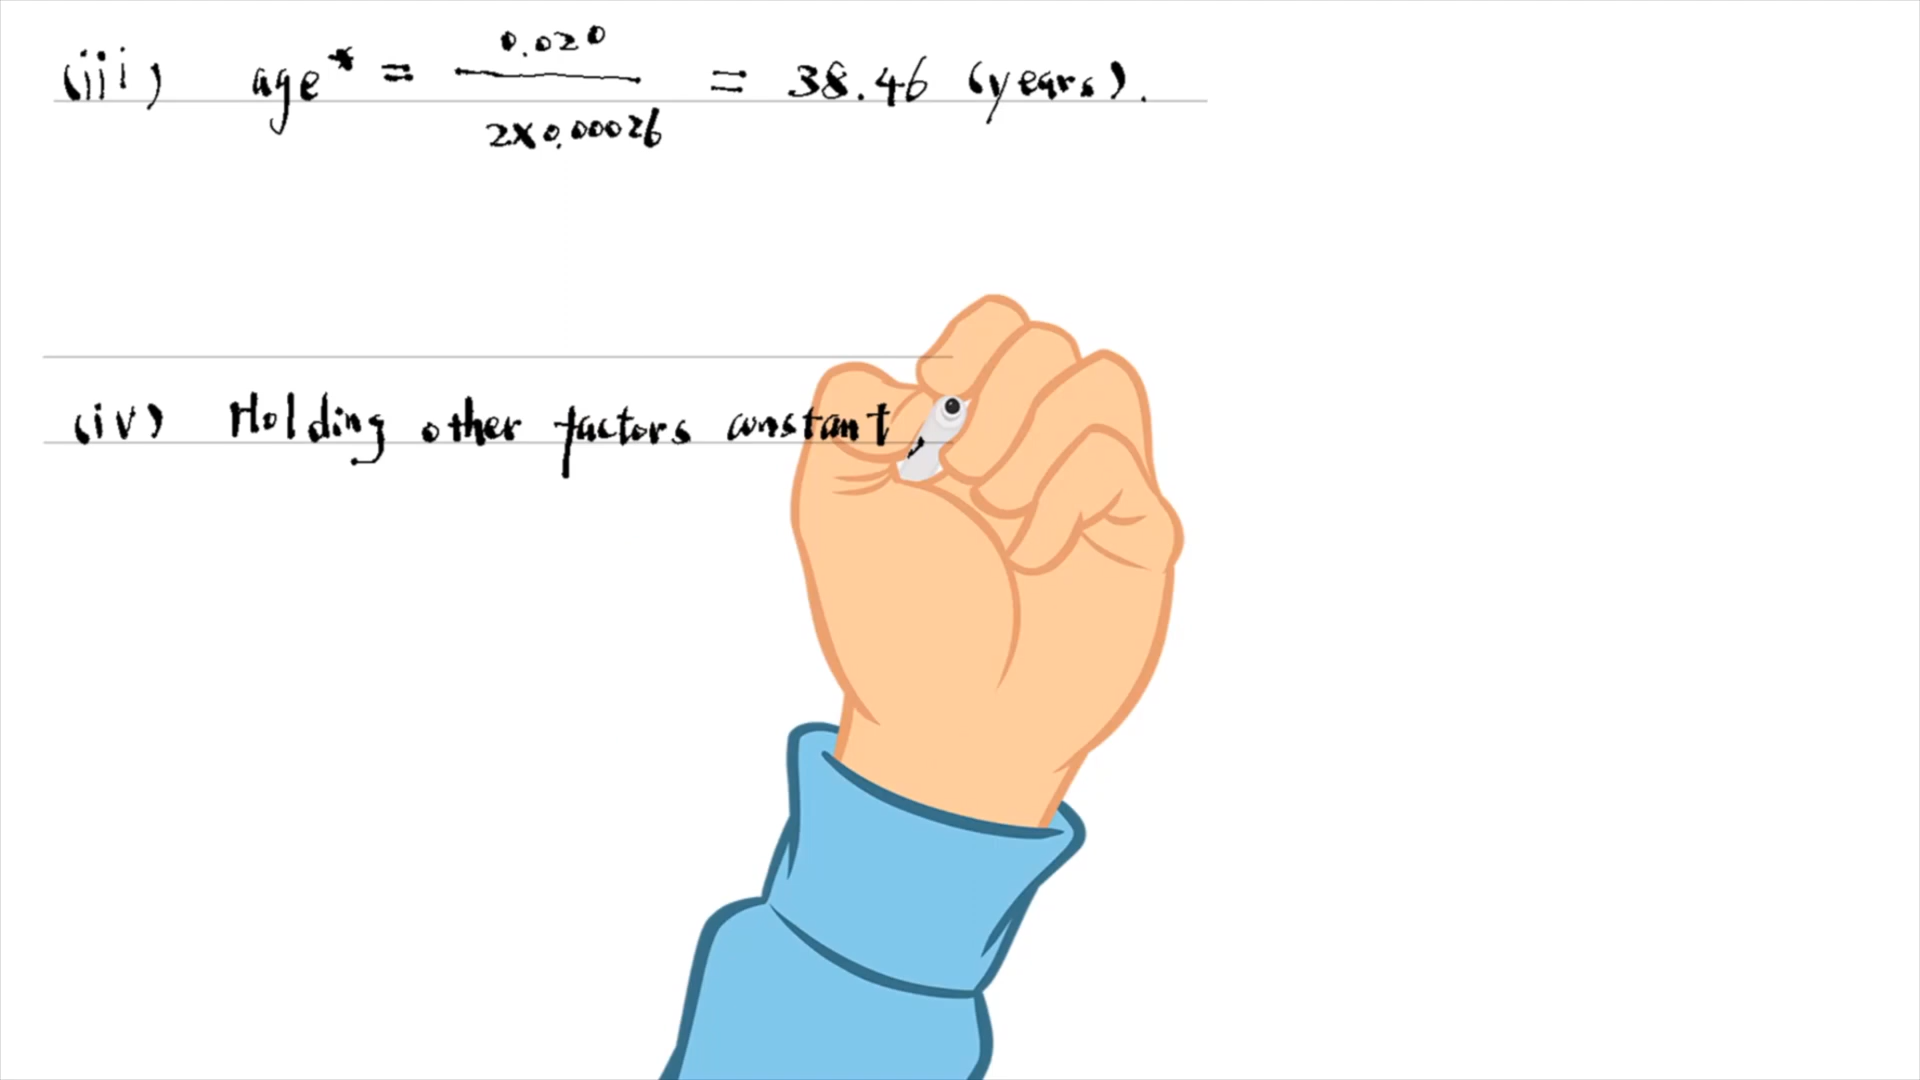 (iii) age* = 0.020 / 2×0.00026 = 38.46 (years).
(iv) Holding other factors constant,